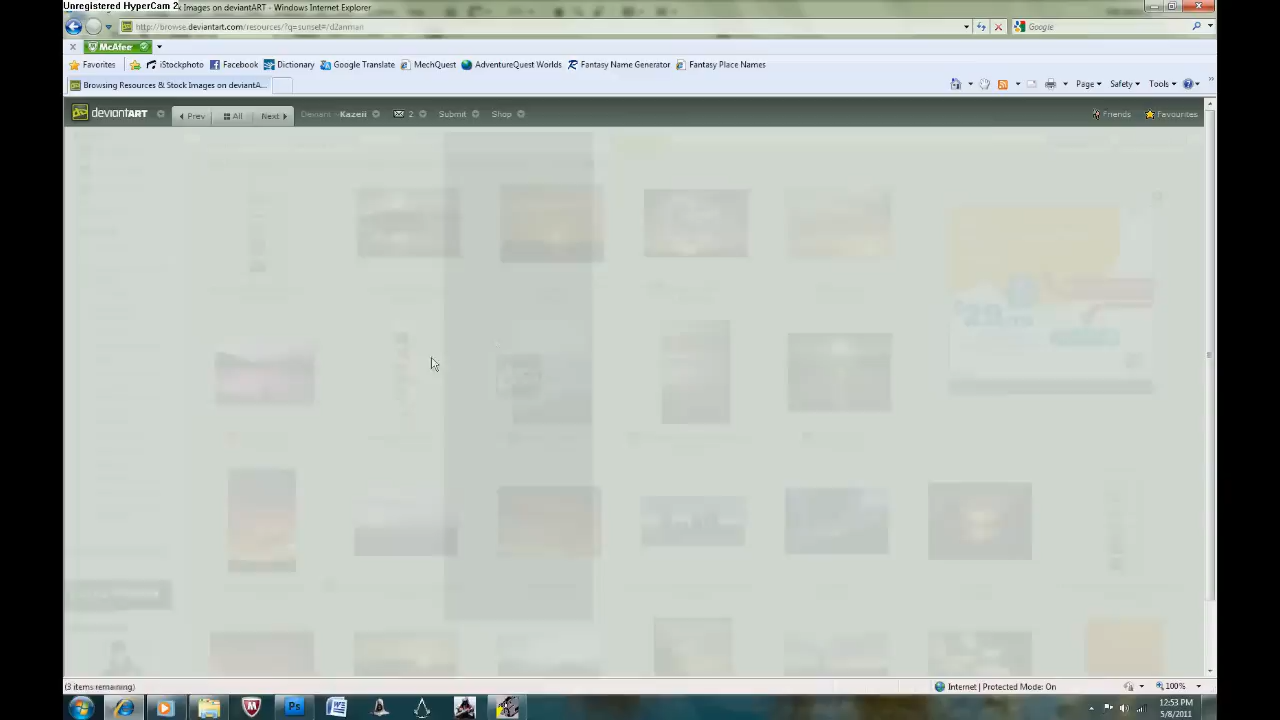 Unregistered HyperCam 2, Images on deviantART - Windows Internet Explorer
http://browse.deviantart.com/resources/?q=sunset#/d2anman
Google
McAfee
Favorites iStockphoto Facebook Dictionary Google Translate MechQuest AdventureQuest Worlds Fantasy Name Generator Fantasy Place Names
Browsing Resources & Stock Images on deviantA... Page Safety Tools
deviantART Prev All Next Deviant ~Kazeri 2 Submit Shop Friends Favourites
(3 items remaining) Internet | Protected Mode: On 100%
Ps
12:53 PM
5/8/2011